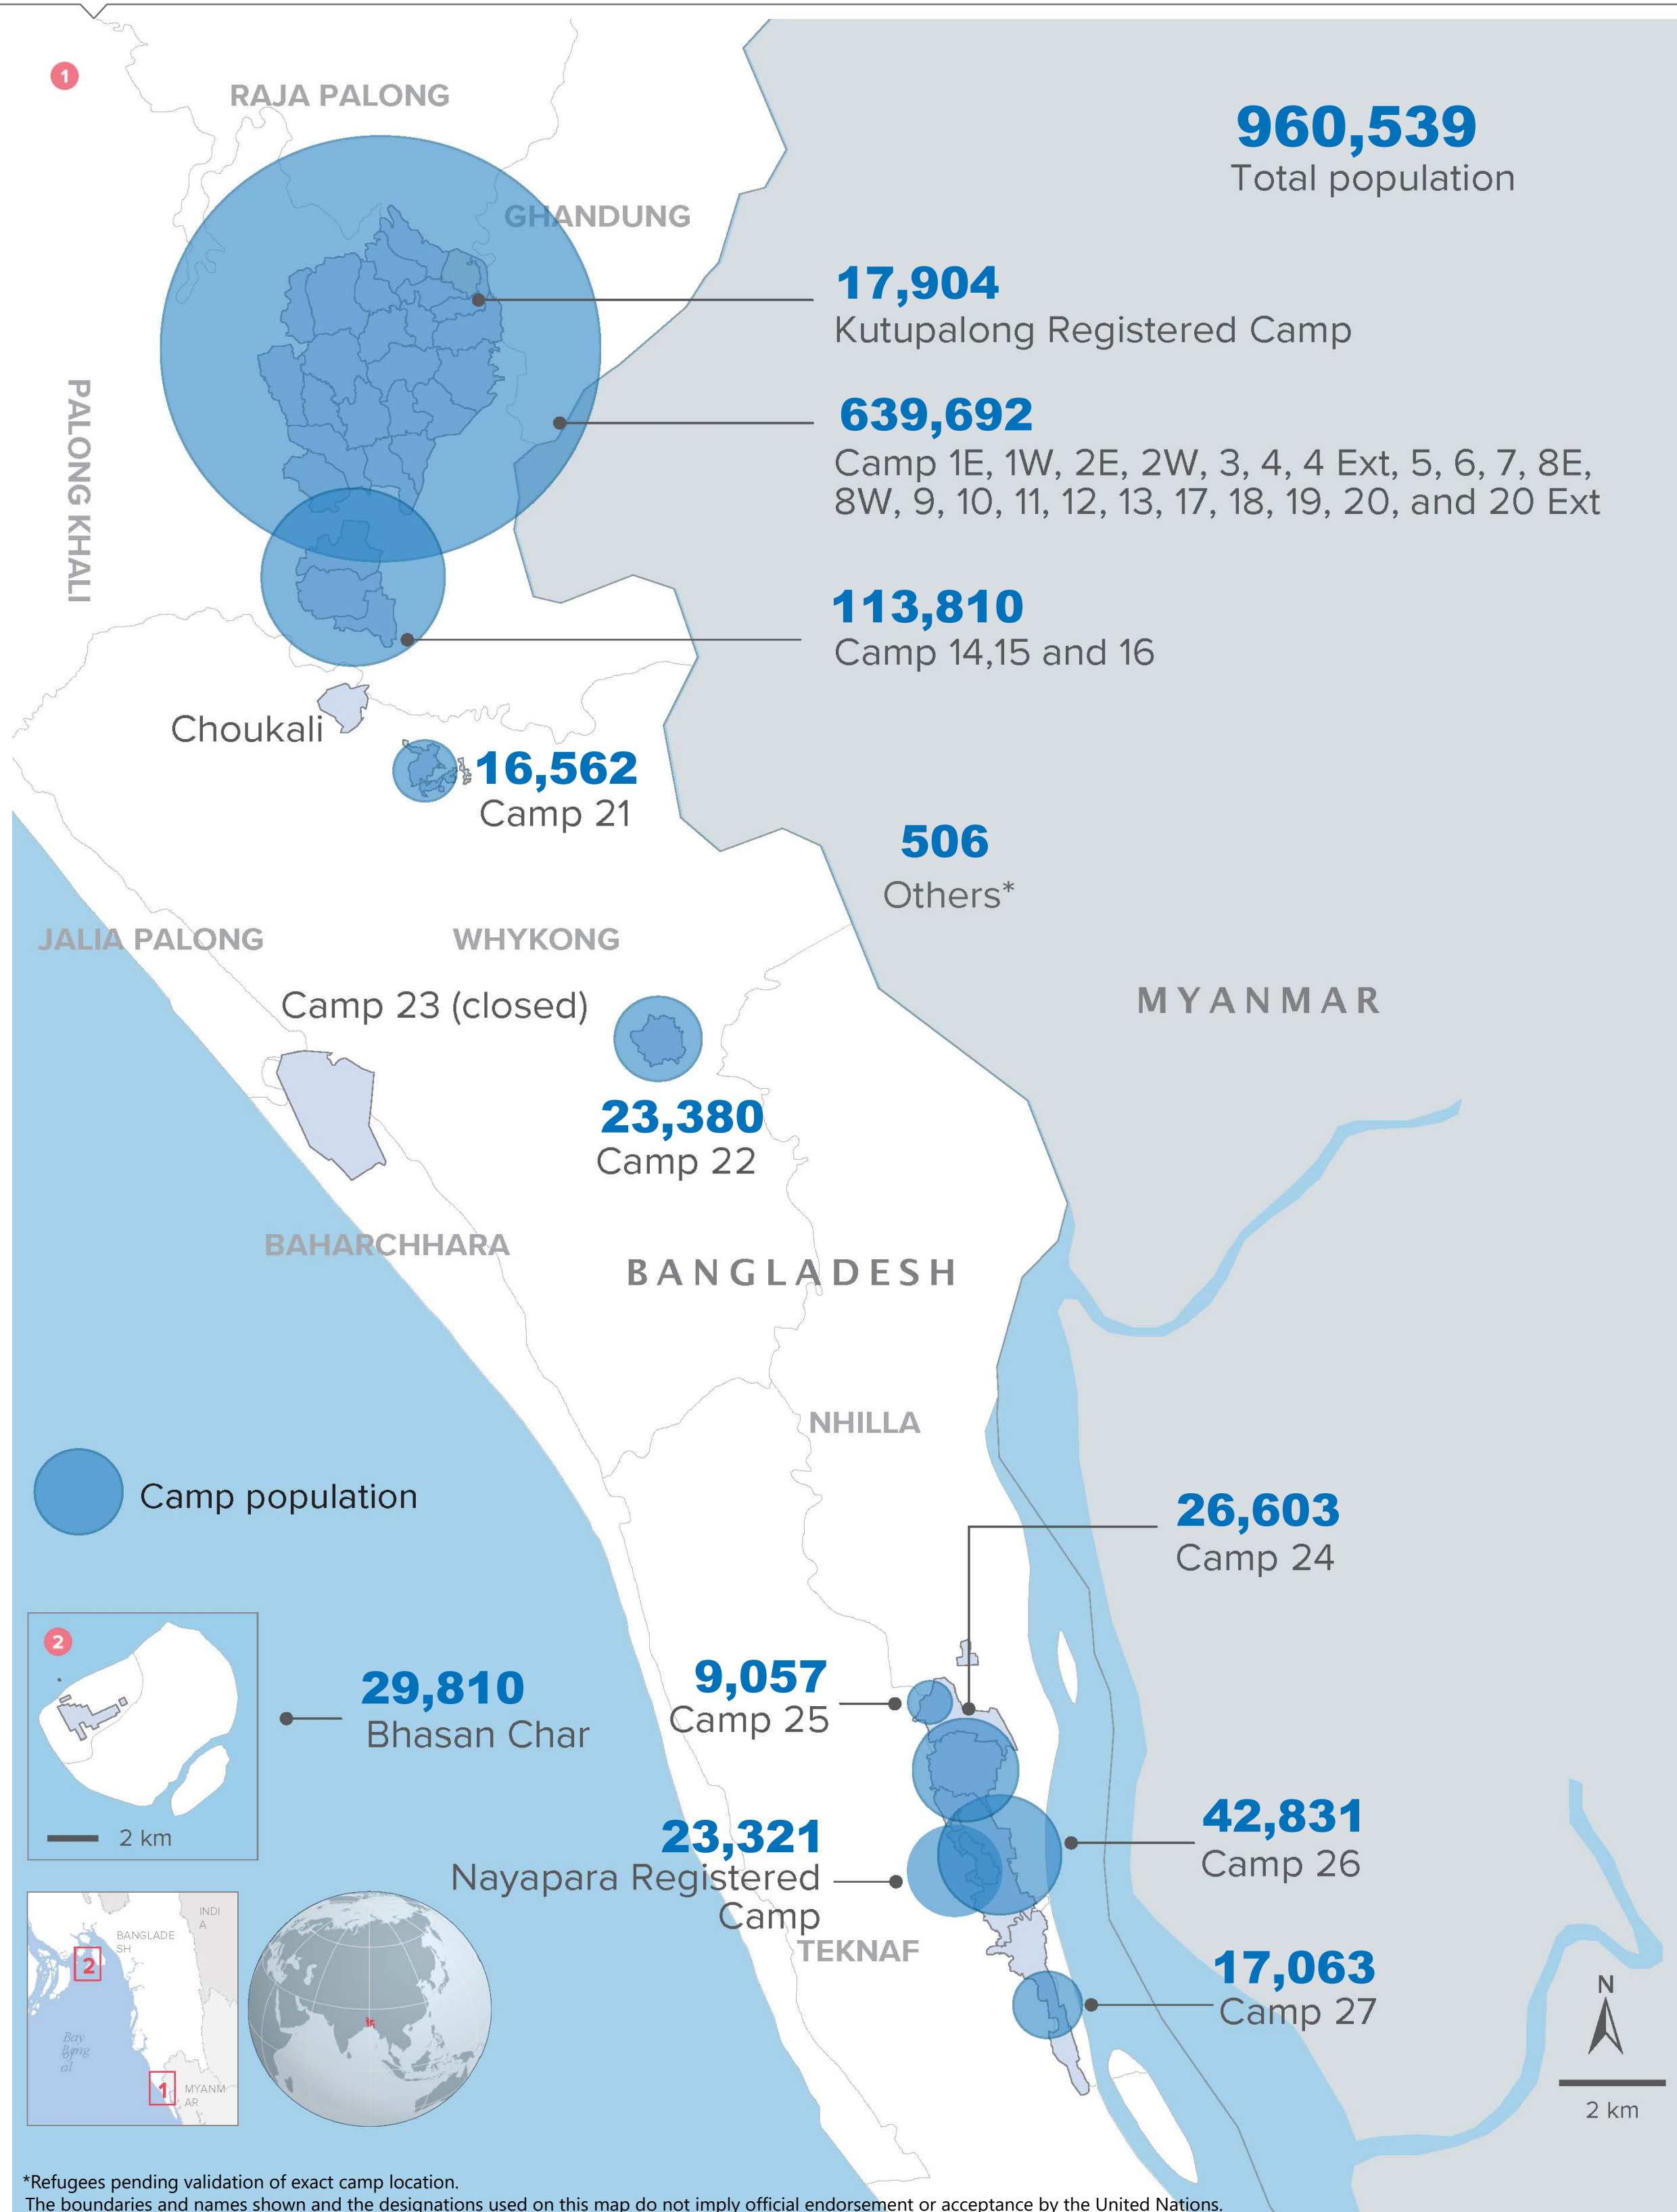 1
RAJA PALONG
960,539
Total population
GHANDUNG
17,904
Kutupalong Registered Camp
PALONG KHALI
639,692
Camp 1E, 1W, 2E, 2W, 3, 4, 4 Ext, 5, 6, 7, 8E,
8W, 9, 10, 11, 12, 13, 17, 18, 19, 20, and 20 Ext
113,810
Camp 14,15 and 16
Choukali
16,562
Camp 21
506
Others*
JALIA PALONG
WHYKONG
MYANMAR
Camp 23 (closed)
23,380
Camp 22
BAHARCHHARA
BANGLADESH
NHILLA
Camp population
26,603
Camp 24
2
29,810
Bhasan Char
2 km
9,057
Camp 25
42,831
Camp 26
23,321
Nayapara Registered
Camp
TEKNAF
17,063
Camp 27
INDI
A
BANGLADE
SH
2
Bay
al
1
MYANM
AR
N
2 km
*Refugees pending validation of exact camp location.
The boundaries and names shown and the designations used on this map do not imply official endorsement or acceptance by the United Nations.